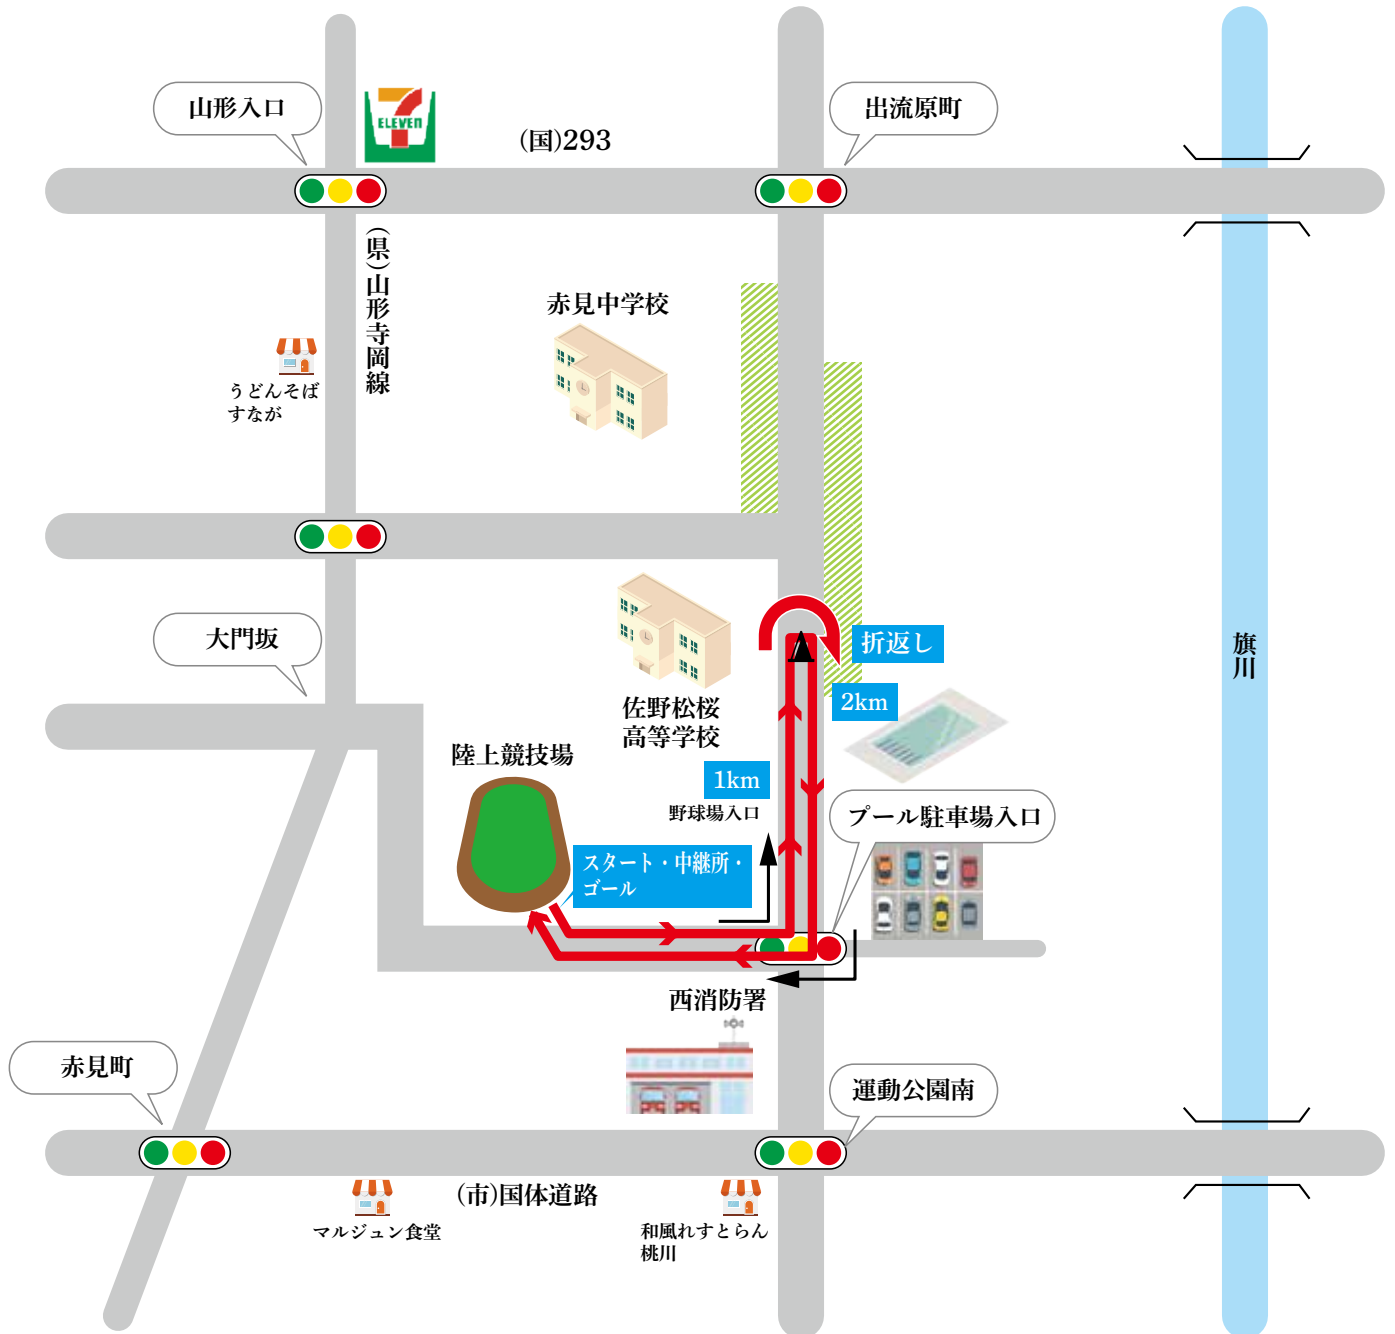 山形入口
7
ELEVEN
(国)293
出流原町
(県)山形寺岡線
赤見中学校
うどんそば
すなが
大門坂
佐野松桜
高等学校
折返し
2km
旗川
陸上競技場
1km
野球場入口
プール駐車場入口
スタート・中継所・
ゴール
西消防署
赤見町
運動公園南
(市)国体道路
マルジュン食堂
和風れすとらん
桃川